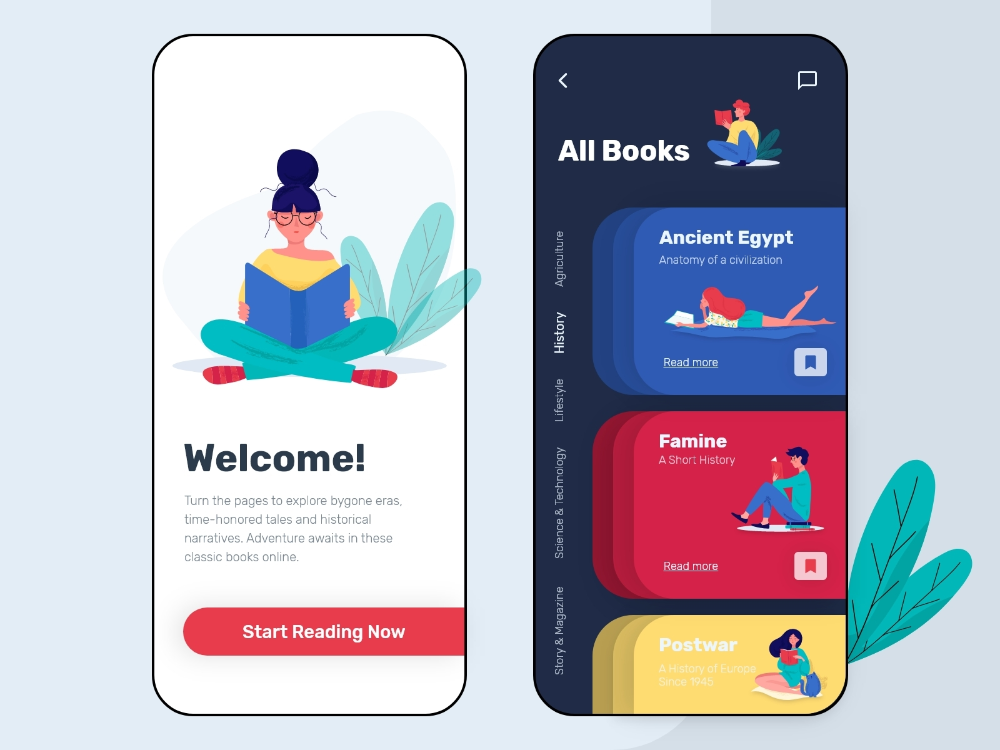 Welcome!
Turn the pages to explore bygone eras,
time-honored tales and historical
narratives. Adventure awaits in these
classic books online.
Start Reading Now
All Books
Agriculture
History
Lifestyle
Science & Technology
Story & Magazine
Ancient Egypt
Anatomy of a civilization
Read more
Famine
A Short History
Read more
Postwar
A History of Europe
Since 1945